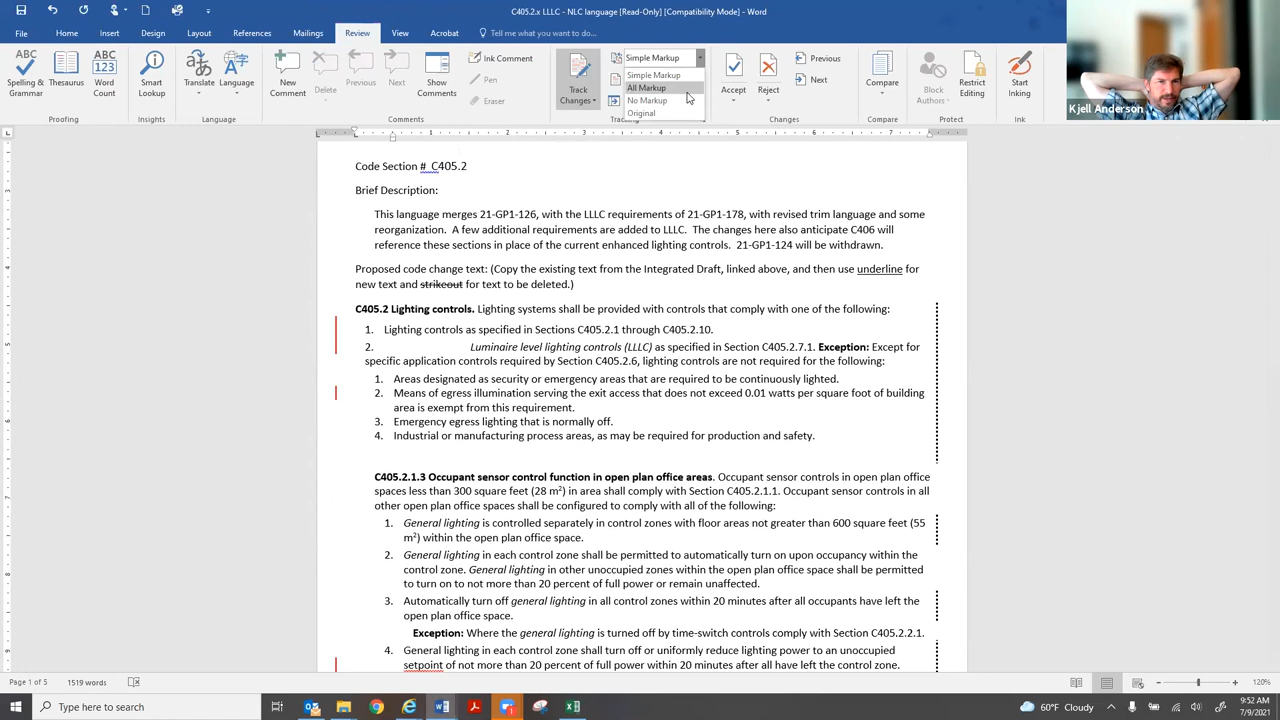 C405.2.x LLLC - NLC language [Read-Only] [Compatibility Mode] - Word
File Home Insert Design Layout References Mailings Review View Acrobat Tell me what you want to do...
Spelling & Grammar
Thesaurus
Word Count
Smart Lookup
Translate
Language
New Comment
Delete
Previous
Next
Show Comments
Ink Comment
Pen
Eraser
Track Changes
Simple Markup
Simple Markup
All Markup
No Markup
Original
Accept
Reject
Previous
Next
Compare
Block Authors
Restrict Editing
Start Inking
Proofing Insights Language Comments Tracking Changes Compare Protect Ink
Kjell Anderson
Code Section # C405.2
Brief Description:
This language merges 21-GP1-126, with the LLLC requirements of 21-GP1-178, with revised trim language and some
reorganization. A few additional requirements are added to LLLC. The changes here also anticipate C406 will
reference these sections in place of the current enhanced lighting controls. 21-GP1-124 will be withdrawn.
Proposed code change text: (Copy the existing text from the Integrated Draft, linked above, and then use underline for
new text and strikeout for text to be deleted.)
C405.2 Lighting controls. Lighting systems shall be provided with controls that comply with one of the following:
1. Lighting controls as specified in Sections C405.2.1 through C405.2.10.
2. Luminaire level lighting controls (LLLC) as specified in Section C405.2.7.1. Exception: Except for
specific application controls required by Section C405.2.6, lighting controls are not required for the following:
1. Areas designated as security or emergency areas that are required to be continuously lighted.
2. Means of egress illumination serving the exit access that does not exceed 0.01 watts per square foot of building
area is exempt from this requirement.
3. Emergency egress lighting that is normally off.
4. Industrial or manufacturing process areas, as may be required for production and safety.
C405.2.1.3 Occupant sensor control function in open plan office areas. Occupant sensor controls in open plan office
spaces less than 300 square feet (28 m2) in area shall comply with Section C405.2.1.1. Occupant sensor controls in all
other open plan office spaces shall be configured to comply with all of the following:
1. General lighting is controlled separately in control zones with floor areas not greater than 600 square feet (55
m2) within the open plan office space.
2. General lighting in each control zone shall be permitted to automatically turn on upon occupancy within the
control zone. General lighting in other unoccupied zones within the open plan office space shall be permitted
to turn on to not more than 20 percent of full power or remain unaffected.
3. Automatically turn off general lighting in all control zones within 20 minutes after all occupants have left the
open plan office space.
Exception: Where the general lighting is turned off by time-switch controls comply with Section C405.2.2.1.
4. General lighting in each control zone shall turn off or uniformly reduce lighting power to an unoccupied
setpoint of not more than 20 percent of full power within 20 minutes after all have left the control zone.
Page 1 of 5 1519 words 120%
Type here to search
60°F Cloudy
9:52 AM
7/9/2021